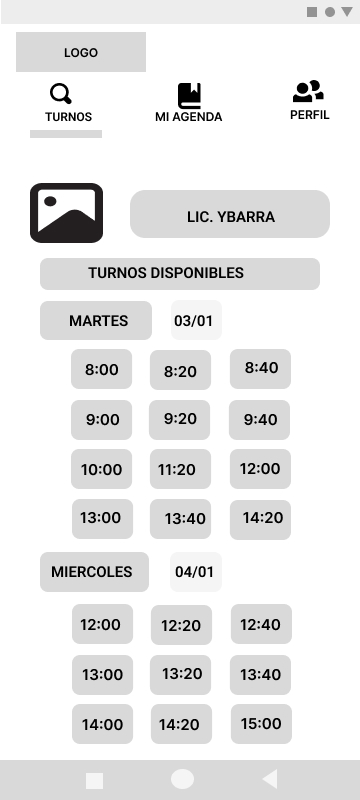 LOGO
TURNOS MI AGENDA PERFIL
LIC. YBARRA
TURNOS DISPONIBLES
MARTES 03/01
8:00 8:20 8:40
9:00 9:20 9:40
10:00 11:20 12:00
13:00 13:40 14:20
MIERCOLES 04/01
12:00 12:20 12:40
13:00 13:20 13:40
14:00 14:20 15:00